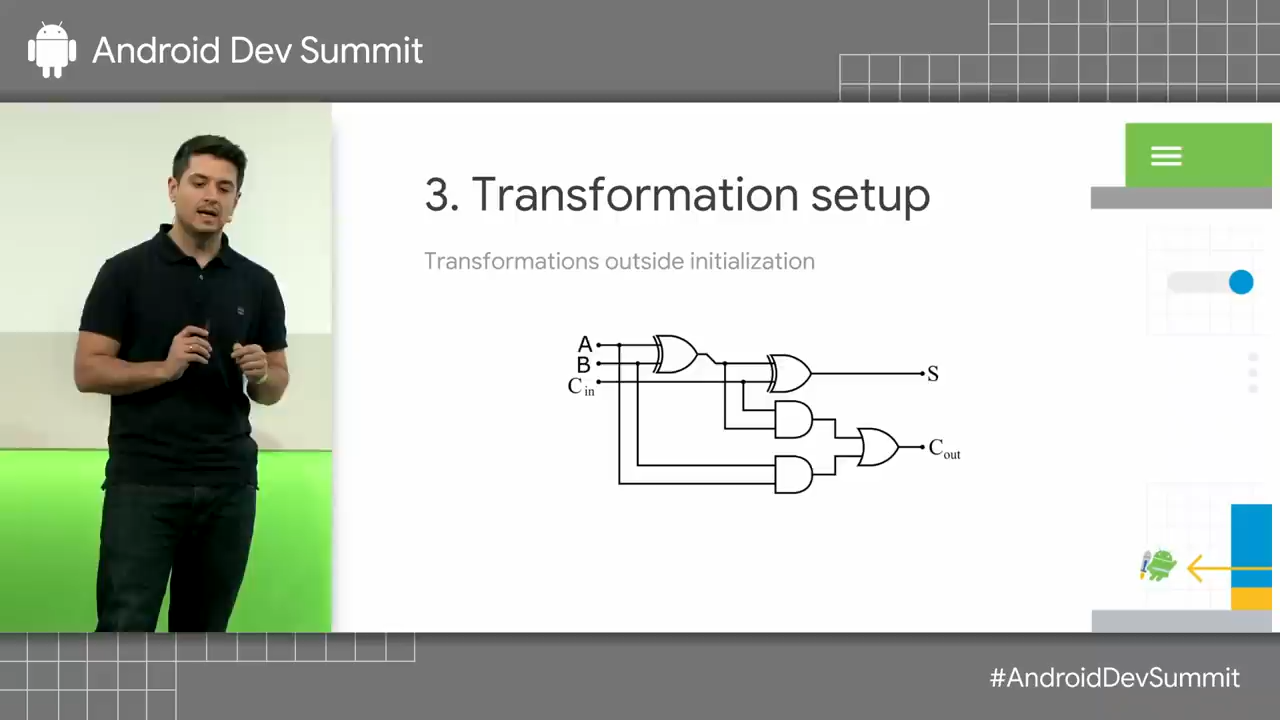 Android Dev Summit
3. Transformation setup
Transformations outside initialization
A
B
C in
S
C out
#AndroidDevSummit